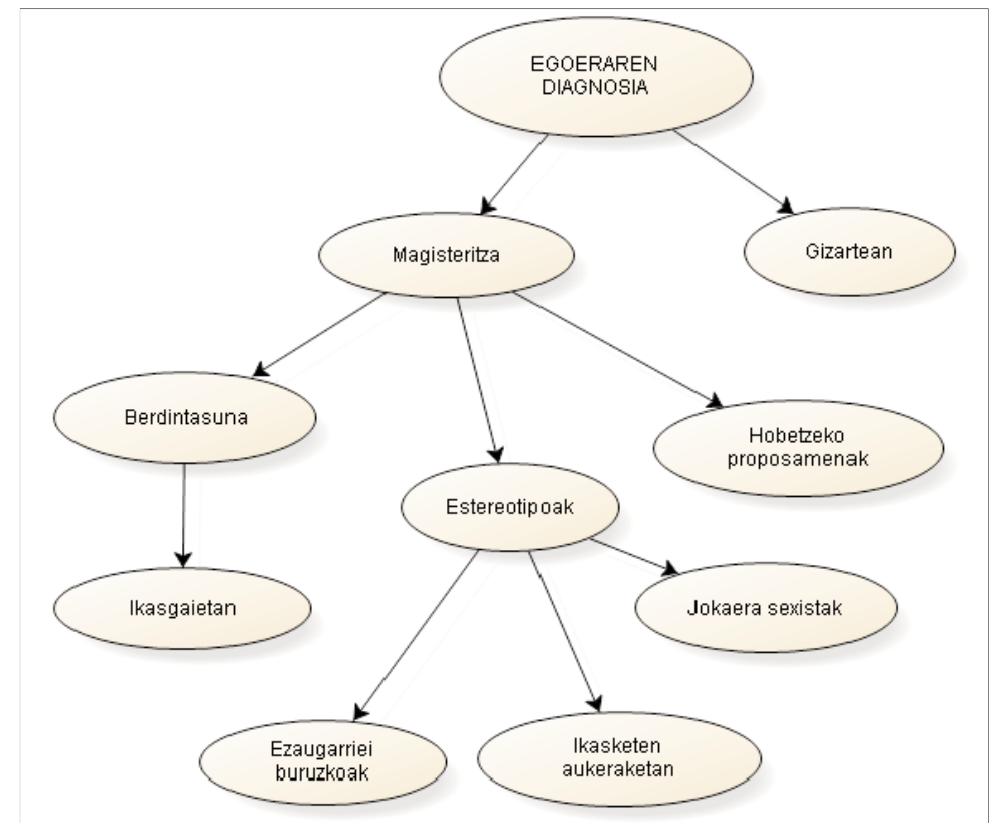 EGOERAREN
DIAGNOSIA
Magisteritza
Gizartean
Berdintasuna
Hobetzeko
proposamenak
Estereotipoak
Ikasgaietan
Jokaera sexistak
Ezaugarriei
buruzkoak
Ikasketen
aukeraketan